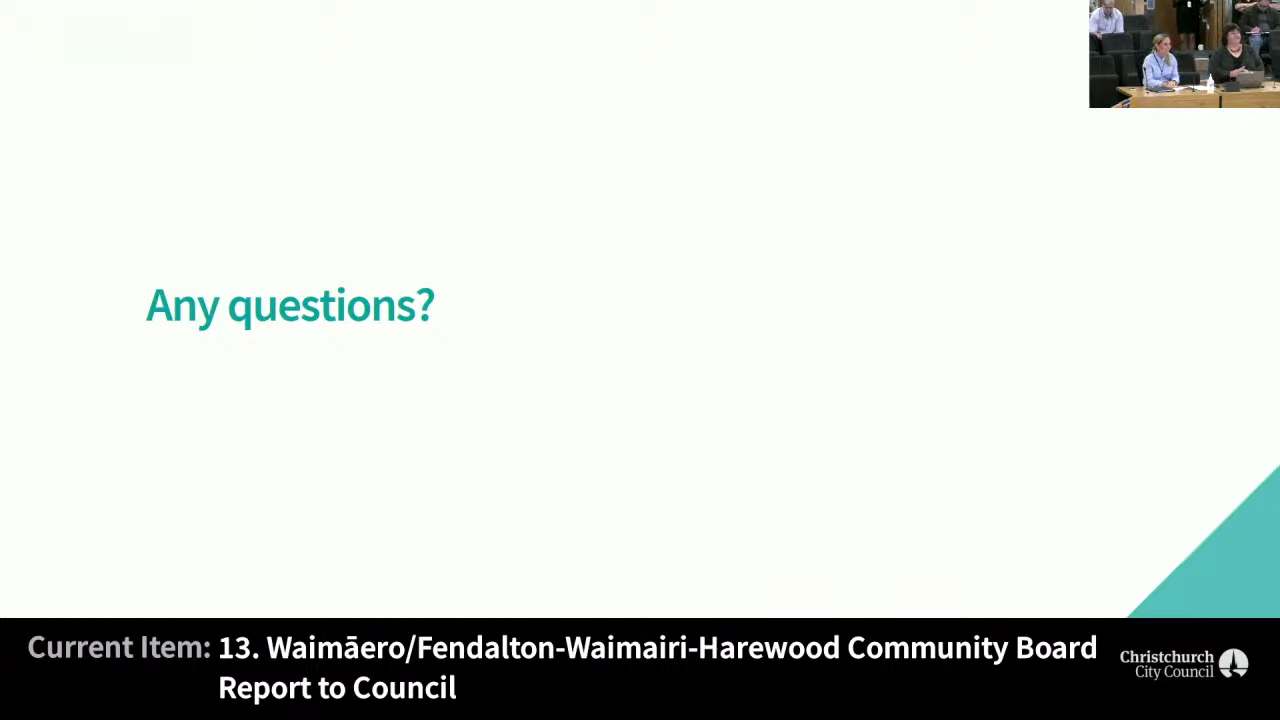 Any questions?
Current Item: 13. Waimāero/Fendalton-Waimairi-Harewood Community Board
Report to Council
Christchurch
City Council